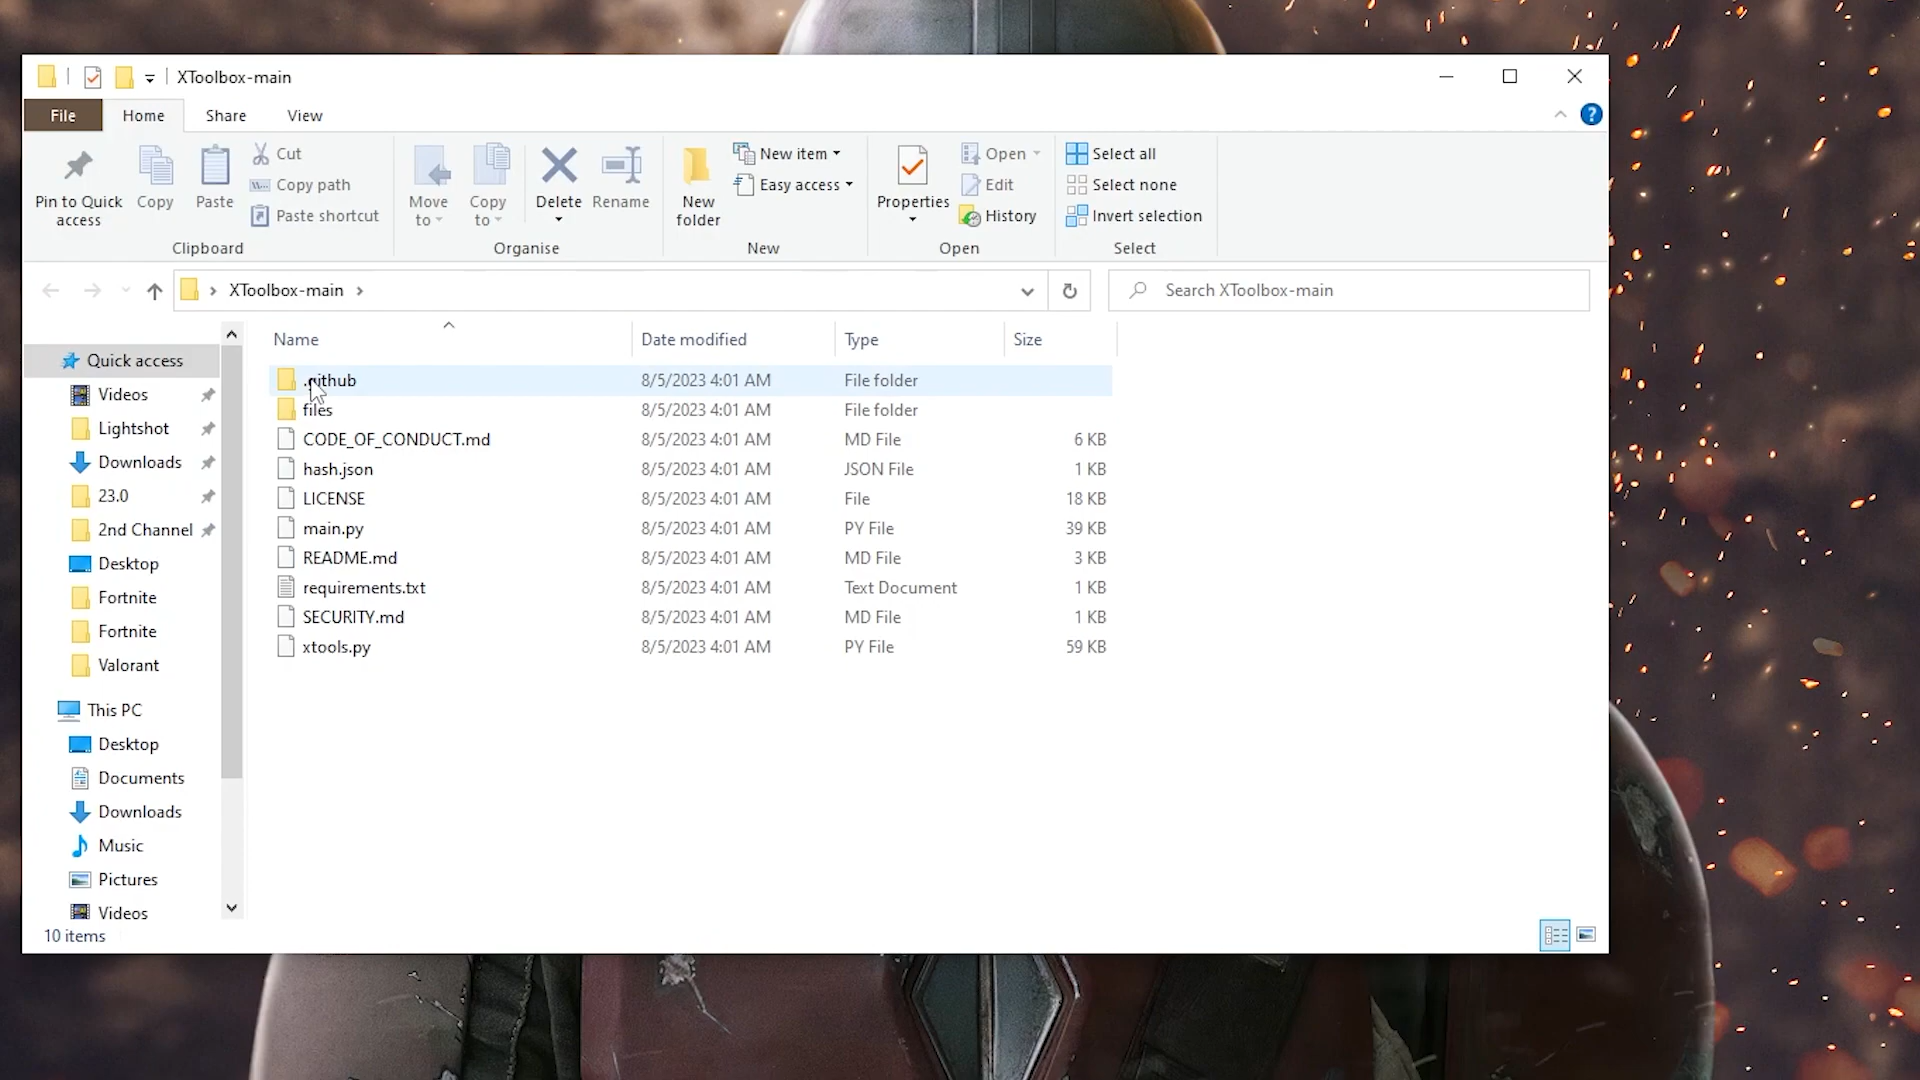 XToolbox-main
File Home Share View
Pin to Quick access
Copy
Paste
Cut
Copy path
Paste shortcut
Clipboard
Move to
Copy to
Delete
Rename
Organise
New folder
New item
Easy access
New
Properties
Open
Edit
History
Open
Select all
Select none
Invert selection
Select
XToolbox-main
Search XToolbox-main
Quick access
Videos
Lightshot
Downloads
23.0
2nd Channel
Desktop
Fortnite
Fortnite
Valorant
This PC
Desktop
Documents
Downloads
Music
Pictures
Videos
Name Date modified Type Size
.github 8/5/2023 4:01 AM File folder
files 8/5/2023 4:01 AM File folder
CODE_OF_CONDUCT.md 8/5/2023 4:01 AM MD File 6 KB
hash.json 8/5/2023 4:01 AM JSON File 1 KB
LICENSE 8/5/2023 4:01 AM File 18 KB
main.py 8/5/2023 4:01 AM PY File 39 KB
README.md 8/5/2023 4:01 AM MD File 3 KB
requirements.txt 8/5/2023 4:01 AM Text Document 1 KB
SECURITY.md 8/5/2023 4:01 AM MD File 1 KB
xtools.py 8/5/2023 4:01 AM PY File 59 KB
10 items